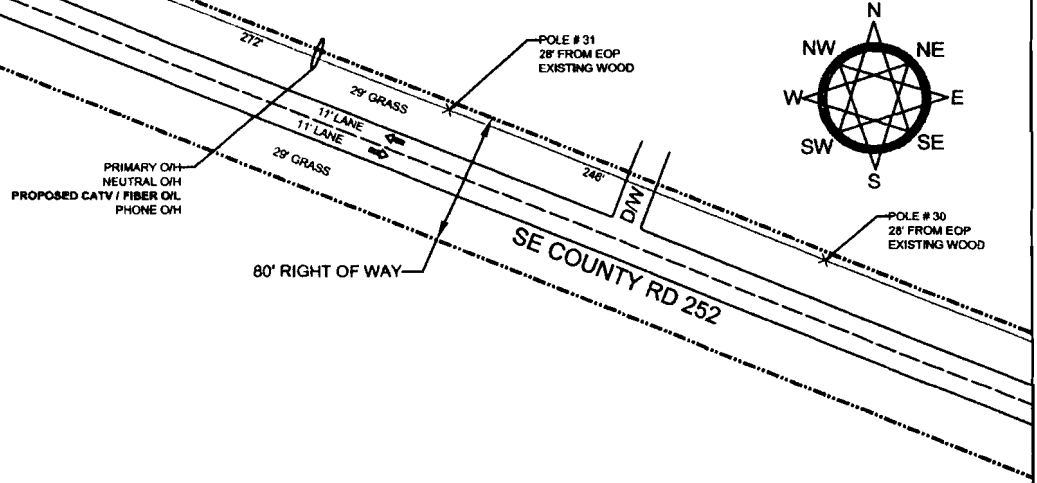 N
NW
NE
W
E
SW
SE
S
272'
POLE # 31
28' FROM EOP
EXISTING WOOD
29' GRASS
11' LANE
11' LANE
29' GRASS
PRIMARY O/H
NEUTRAL O/H
PROPOSED CATV / FIBER O/L
PHONE O/H
246'
D/W
POLE # 30
28' FROM EOP
EXISTING WOOD
SE COUNTY RD 252
80' RIGHT OF WAY